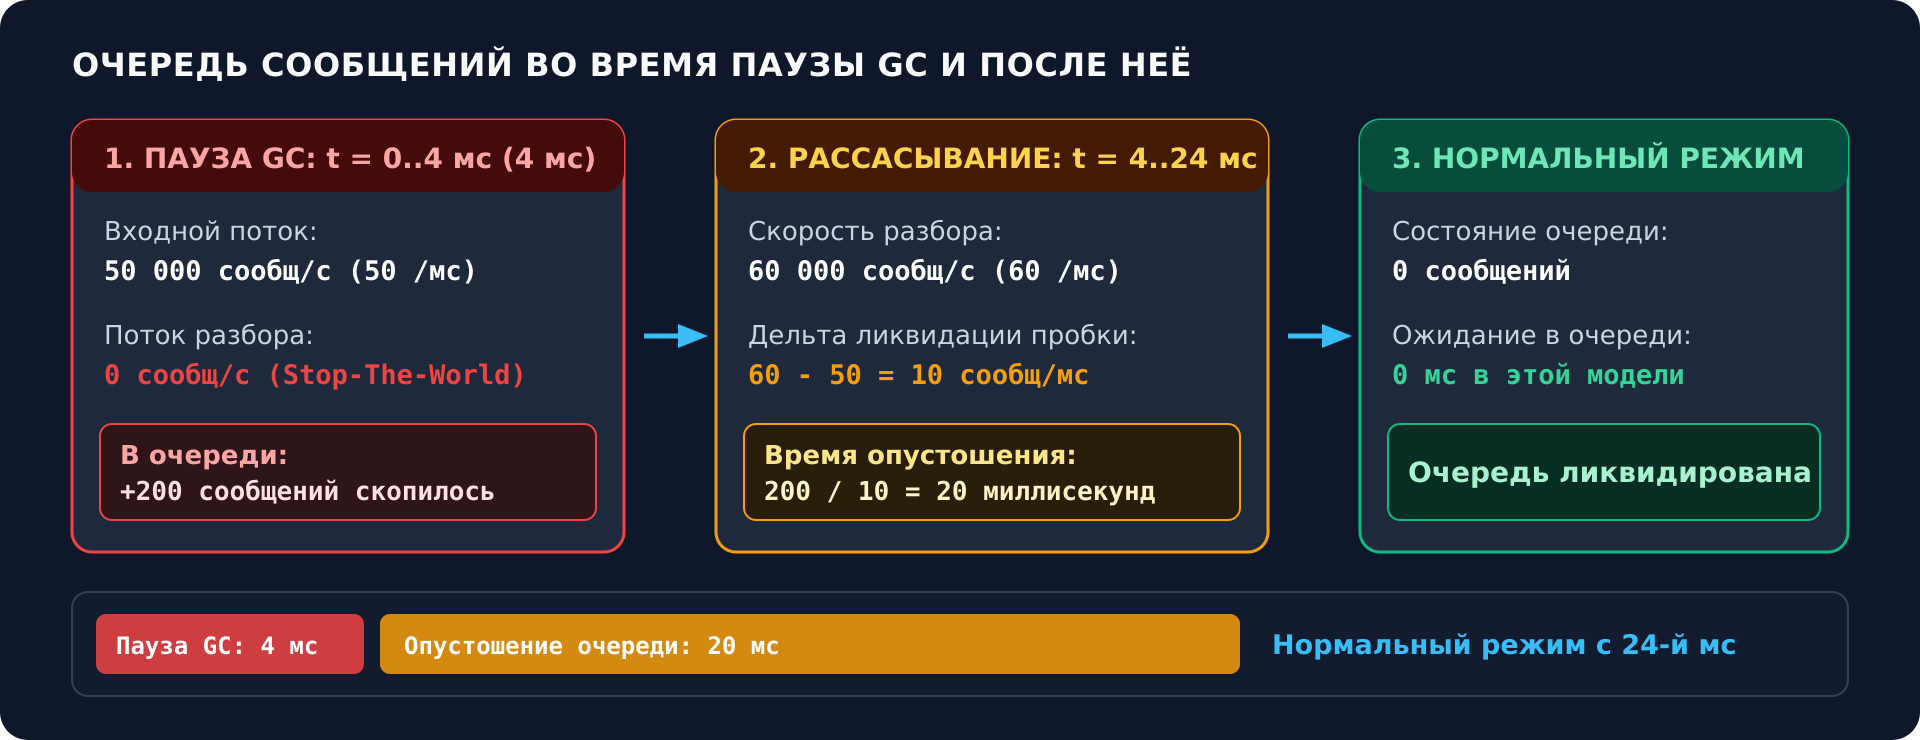 ОЧЕРЕДЬ СООБЩЕНИЙ ВО ВРЕМЯ ПАУЗЫ GC И ПОСЛЕ НЕЁ
1. ПАУЗА GC: t = 0..4 мс (4 мс)
Входной поток:
50 000 сообщ/с (50 /мс)
Поток разбора:
0 сообщ/с (Stop-The-World)
В очереди:
+200 сообщений скопилось
2. РАССАСЫВАНИЕ: t = 4..24 мс
Скорость разбора:
60 000 сообщ/с (60 /мс)
Дельта ликвидации пробки:
60 - 50 = 10 сообщ/мс
Время опустошения:
200 / 10 = 20 миллисекунд
3. НОРМАЛЬНЫЙ РЕЖИМ
Состояние очереди:
0 сообщений
Ожидание в очереди:
0 мс в этой модели
Очередь ликвидирована
Пауза GC: 4 мс
Опустошение очереди: 20 мс
Нормальный режим с 24-й мс